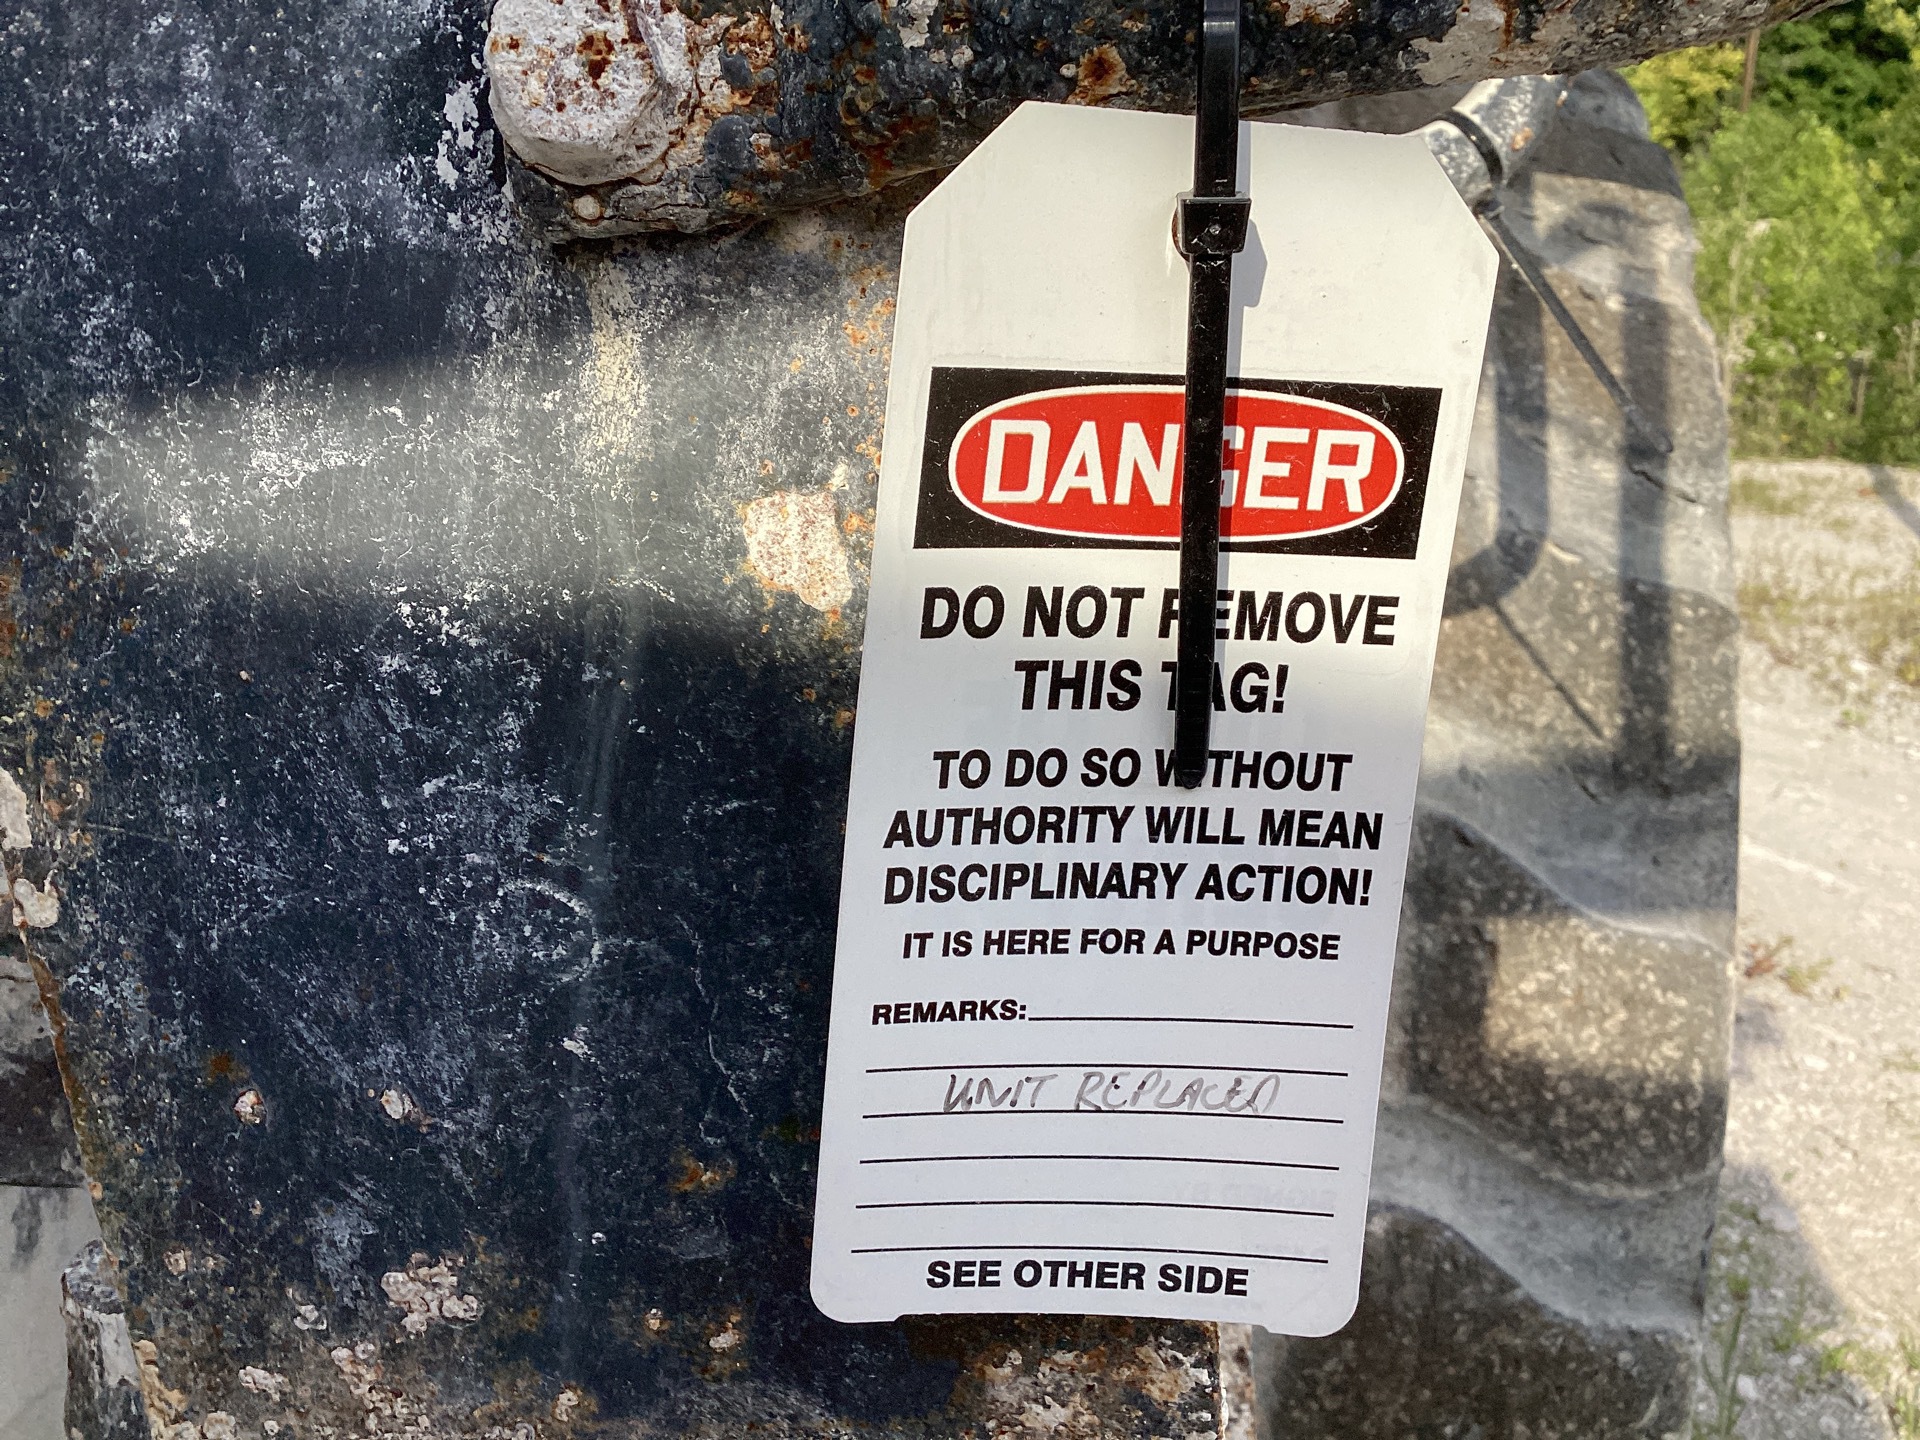 DANGER
DO NOT REMOVE
THIS TAG!
TO DO SO WITHOUT
AUTHORITY WILL MEAN
DISCIPLINARY ACTION!
IT IS HERE FOR A PURPOSE
REMARKS:
UNIT REPLACED
SEE OTHER SIDE